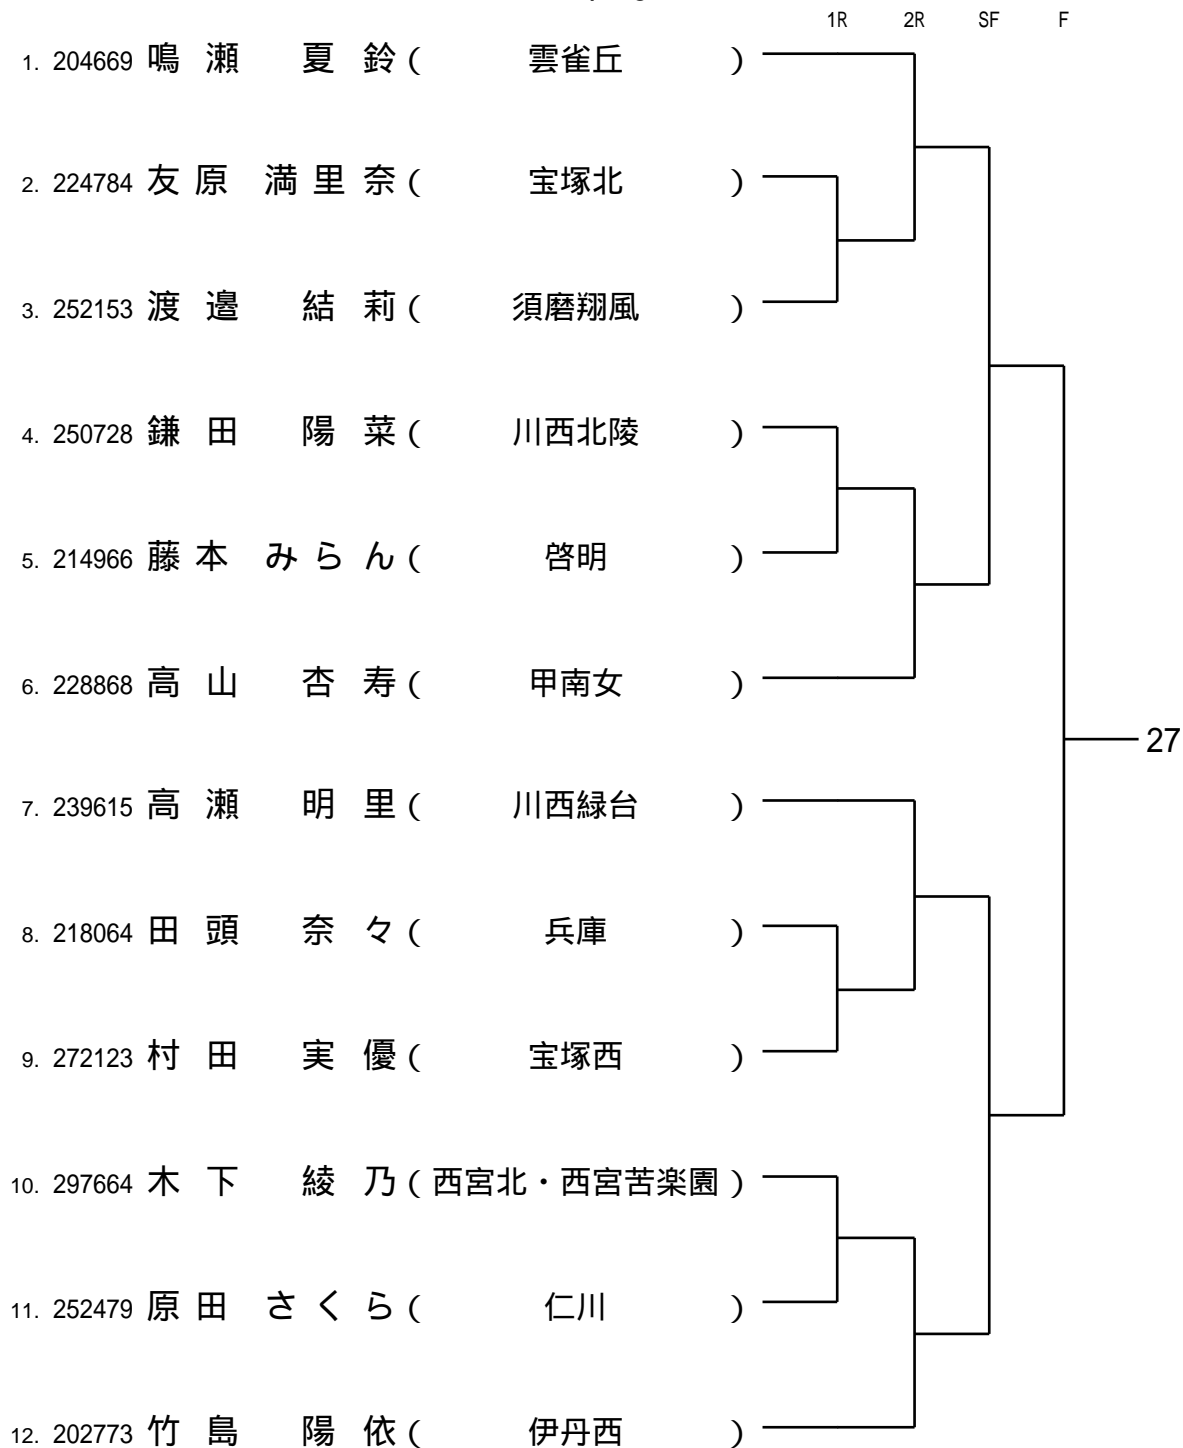 1R 2R SF F
1. 204669 鳴瀬 夏鈴 ( 雲雀丘 )
2. 224784 友原 満里奈 ( 宝塚北 )
3. 252153 渡邉 結莉 ( 須磨翔風 )
4. 250728 鎌田 陽菜 ( 川西北陵 )
5. 214966 藤本 みらん ( 啓明 )
6. 228868 高山 杏寿 ( 甲南女 )
27
7. 239615 高瀬 明里 ( 川西緑台 )
8. 218064 田頭 奈々 ( 兵庫 )
9. 272123 村田 実優 ( 宝塚西 )
10. 297664 木下 綾乃 ( 西宮北・西宮苦楽園 )
11. 252479 原田 さくら ( 仁川 )
12. 202773 竹島 陽依 ( 伊丹西 )